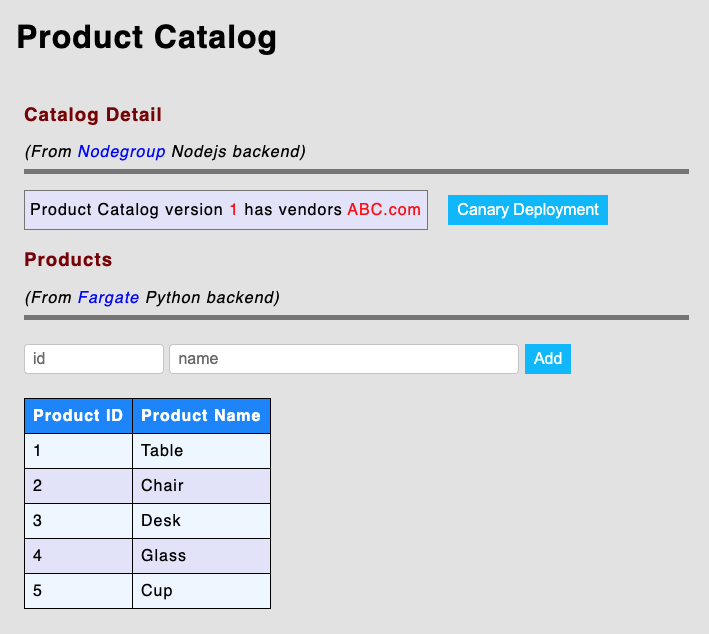 Product Catalog
Catalog Detail
(From Nodegroup Nodejs backend)
Product Catalog version 1 has vendors ABC.com
Canary Deployment
Products
(From Fargate Python backend)
id name Add
Product ID Product Name
1 Table
2 Chair
3 Desk
4 Glass
5 Cup